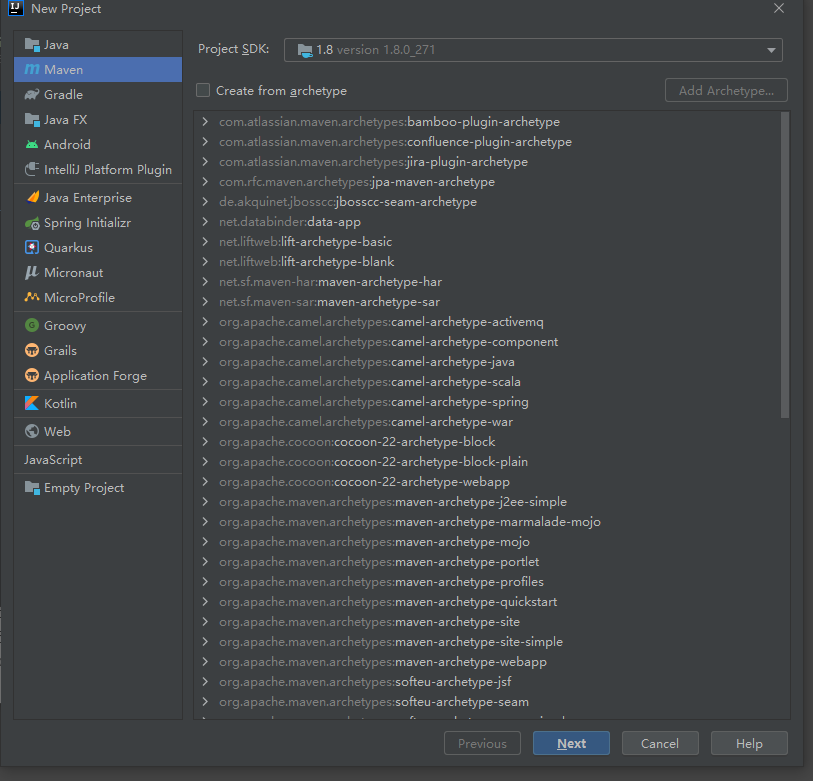 New Project
Java
Maven
Gradle
Java FX
Android
IntelliJ Platform Plugin
Java Enterprise
Spring Initializr
Quarkus
Micronaut
MicroProfile
Groovy
Grails
Application Forge
Kotlin
Web
JavaScript
Empty Project
Project SDK: 1.8 version 1.8.0_271
Create from archetype Add Archetype...
com.atlassian.maven.archetypes:bamboo-plugin-archetype
com.atlassian.maven.archetypes:confluence-plugin-archetype
com.atlassian.maven.archetypes:jira-plugin-archetype
com.rfc.maven.archetypes:jpa-maven-archetype
de.akquinet.jbosscc:jbosscc-seam-archetype
net.databinder:data-app
net.liftweb:lift-archetype-basic
net.liftweb:lift-archetype-blank
net.sf.maven-har:maven-archetype-har
net.sf.maven-sar:maven-archetype-sar
org.apache.camel.archetypes:camel-archetype-activemq
org.apache.camel.archetypes:camel-archetype-component
org.apache.camel.archetypes:camel-archetype-java
org.apache.camel.archetypes:camel-archetype-scala
org.apache.camel.archetypes:camel-archetype-spring
org.apache.camel.archetypes:camel-archetype-war
org.apache.cocoon:cocoon-22-archetype-block
org.apache.cocoon:cocoon-22-archetype-block-plain
org.apache.cocoon:cocoon-22-archetype-webapp
org.apache.maven.archetypes:maven-archetype-j2ee-simple
org.apache.maven.archetypes:maven-archetype-marmalade-mojo
org.apache.maven.archetypes:maven-archetype-mojo
org.apache.maven.archetypes:maven-archetype-portlet
org.apache.maven.archetypes:maven-archetype-profiles
org.apache.maven.archetypes:maven-archetype-quickstart
org.apache.maven.archetypes:maven-archetype-site
org.apache.maven.archetypes:maven-archetype-site-simple
org.apache.maven.archetypes:maven-archetype-webapp
org.apache.maven.archetypes:softeu-archetype-jsf
org.apache.maven.archetypes:softeu-archetype-seam
Previous Next Cancel Help